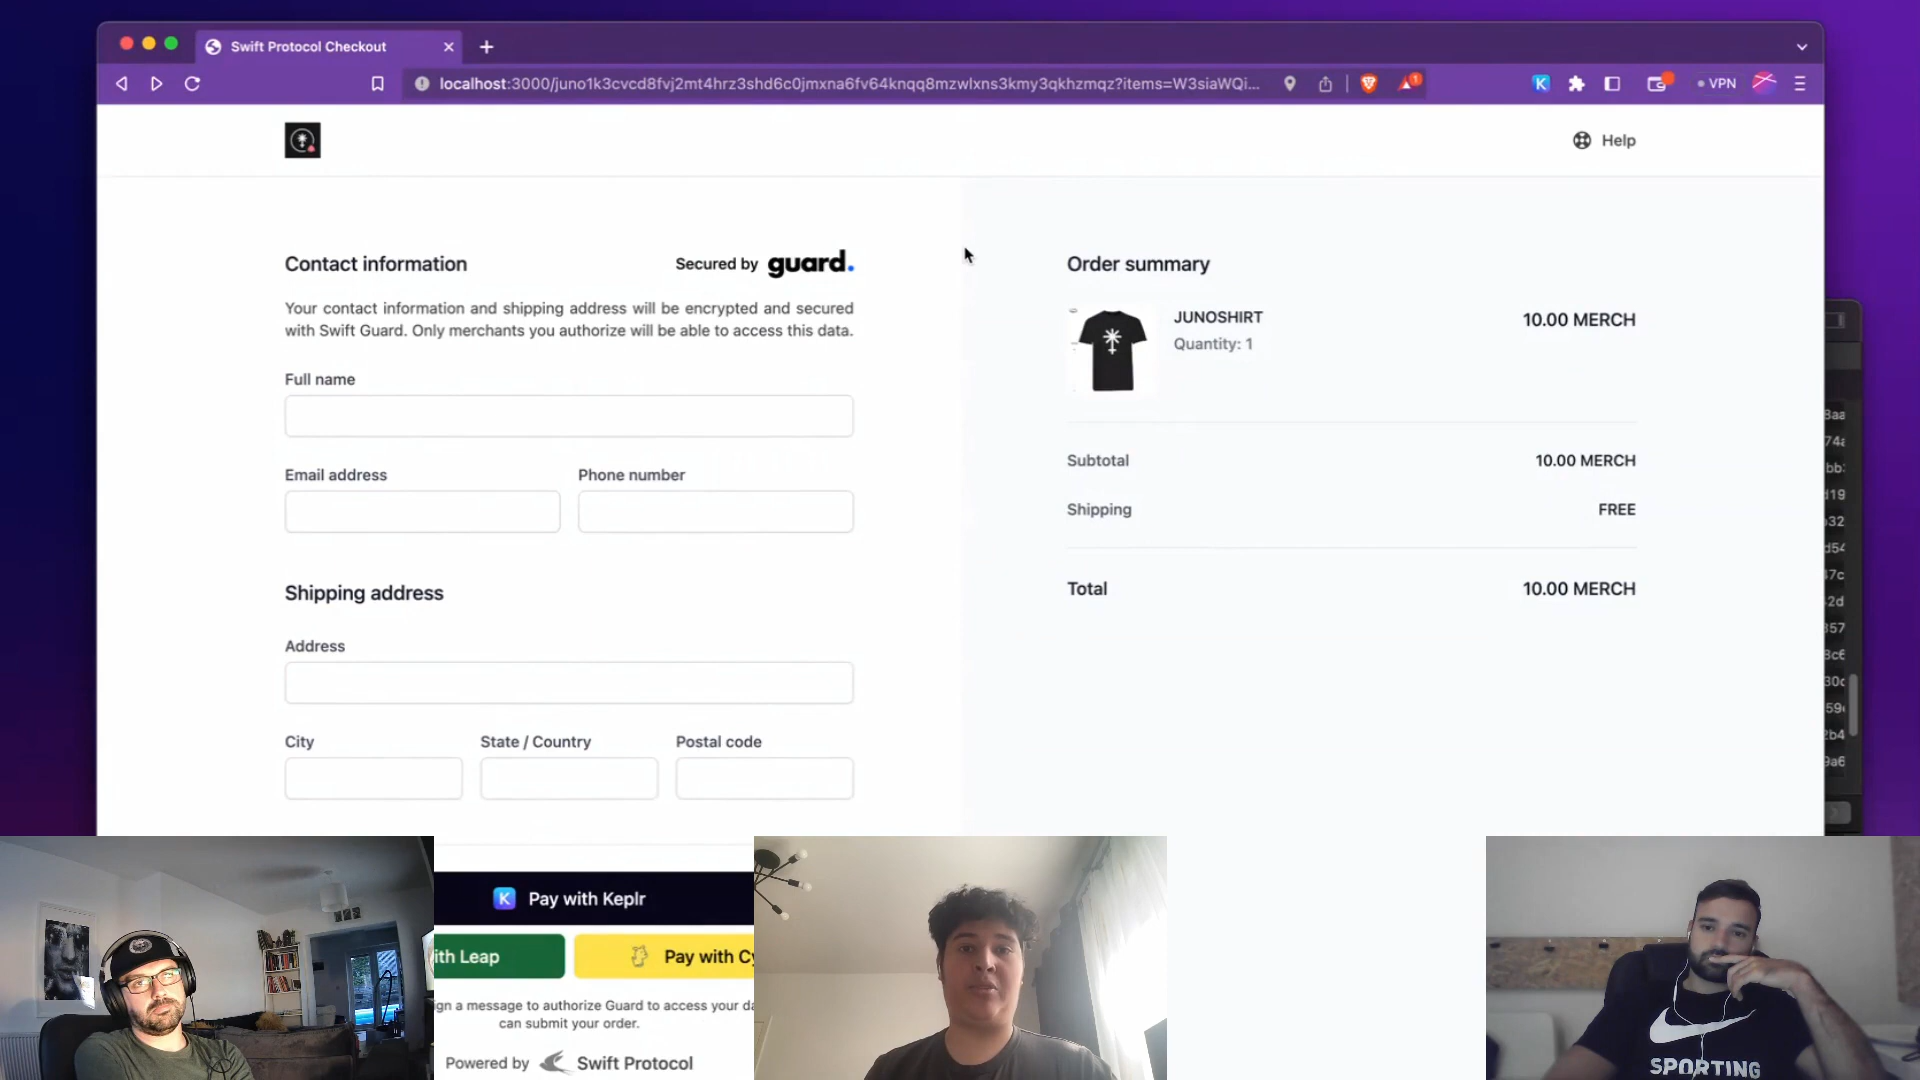 Swift Protocol Checkout
localhost:3000/juno1k3cvcd8fvj2mt4hrz3shd6c0jmxna6fv64knqq8mzwlxns3kmy3qkhzmqz?items=W3siaWQi...
1
K
VPN
Help
Contact information
Secured by guard.
Your contact information and shipping address will be encrypted and secured
with Swift Guard. Only merchants you authorize will be able to access this data.
Full name
Email address
Phone number
Shipping address
Address
City
State / Country
Postal code
Order summary
JUNOSHIRT
10.00 MERCH
Quantity: 1
Subtotal
10.00 MERCH
Shipping
FREE
Total
10.00 MERCH
K Pay with Keplr
ith Leap
Pay with C
gn a message to authorize Guard to access your da
can submit your order.
Powered by Swift Protocol
SPORTING